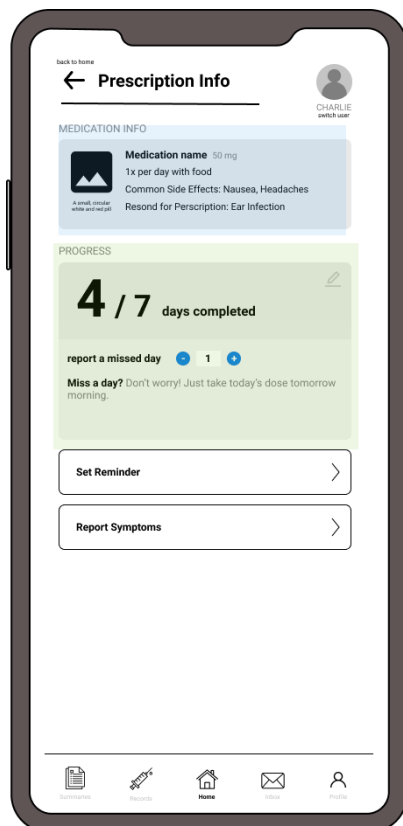 back to home
Prescription Info
CHARLIE
switch user
MEDICATION INFO
Medication name 50 mg
1x per day with food
Common Side Effects: Nausea, Headaches
A small, circular
white and red pill
Resond for Perscription: Ear Infection
PROGRESS
4 / 7 days completed
report a missed day - 1 +
Miss a day? Don't worry! Just take today's dose tomorrow
morning.
Set Reminder
Report Symptoms
Summaries
Records
Home
Inbox
Profile